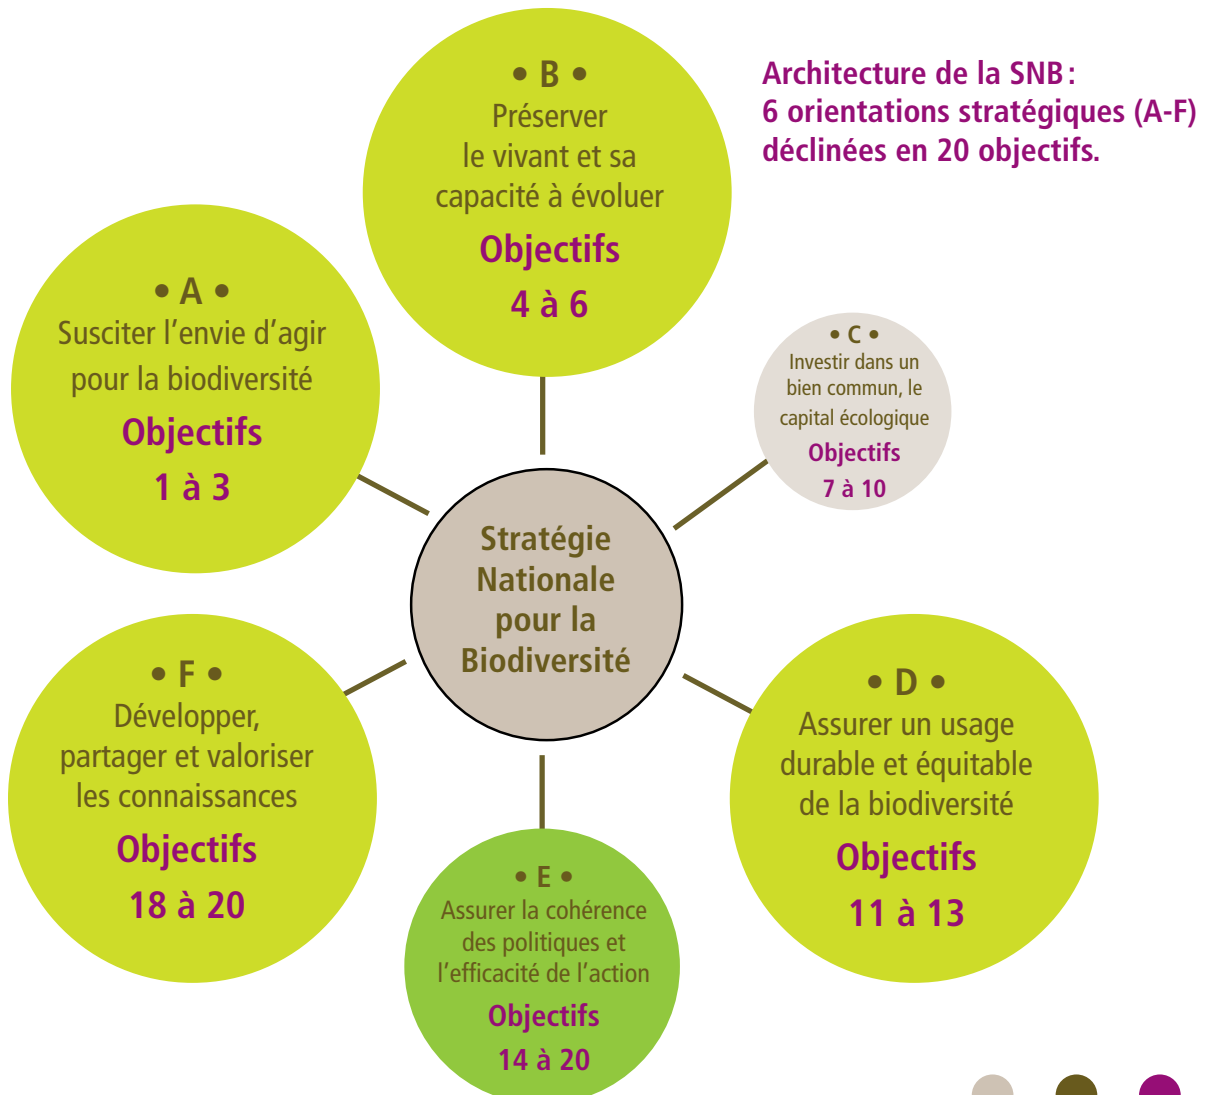 Architecture de la SNB :
6 orientations stratégiques (A-F)
déclinées en 20 objectifs.
• A •
Susciter l’envie d’agir
pour la biodiversité
Objectifs
1 à 3
• B •
Préserver
le vivant et sa
capacité à évoluer
Objectifs
4 à 6
• C •
Investir dans un
bien commun, le
capital écologique
Objectifs
7 à 10
Stratégie
Nationale
pour la
Biodiversité
• D •
Assurer un usage
durable et équitable
de la biodiversité
Objectifs
11 à 13
• E •
Assurer la cohérence
des politiques et
l’efficacité de l’action
Objectifs
14 à 20
• F •
Développer,
partager et valoriser
les connaissances
Objectifs
18 à 20